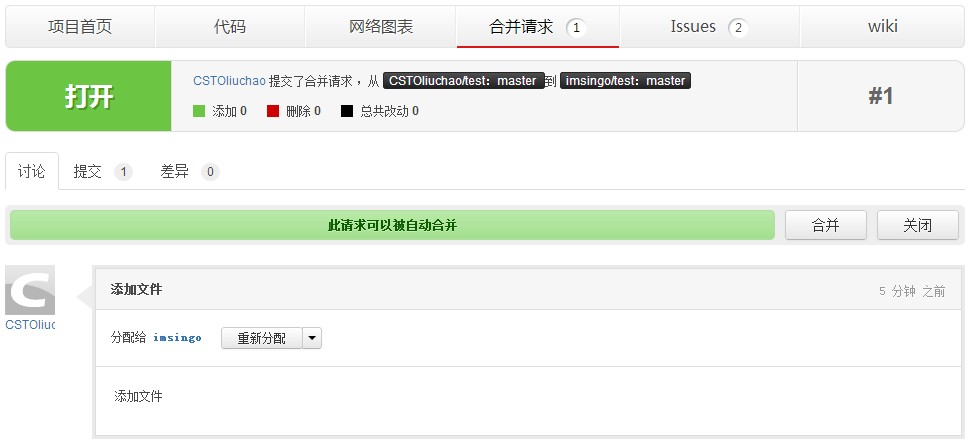 项目首页 代码 网络图表 合并请求 1 Issues 2 wiki
打开 CSTOliuchao 提交了合并请求，从 CSTOliuchao/test：master 到 imsingo/test：master #1
添加 0 删除 0 总共改动 0
讨论 提交 1 差异 0
此请求可以被自动合并 合并 关闭
添加文件 5 分钟 之前
CSTOliuc
分配给 imsingo 重新分配
添加文件